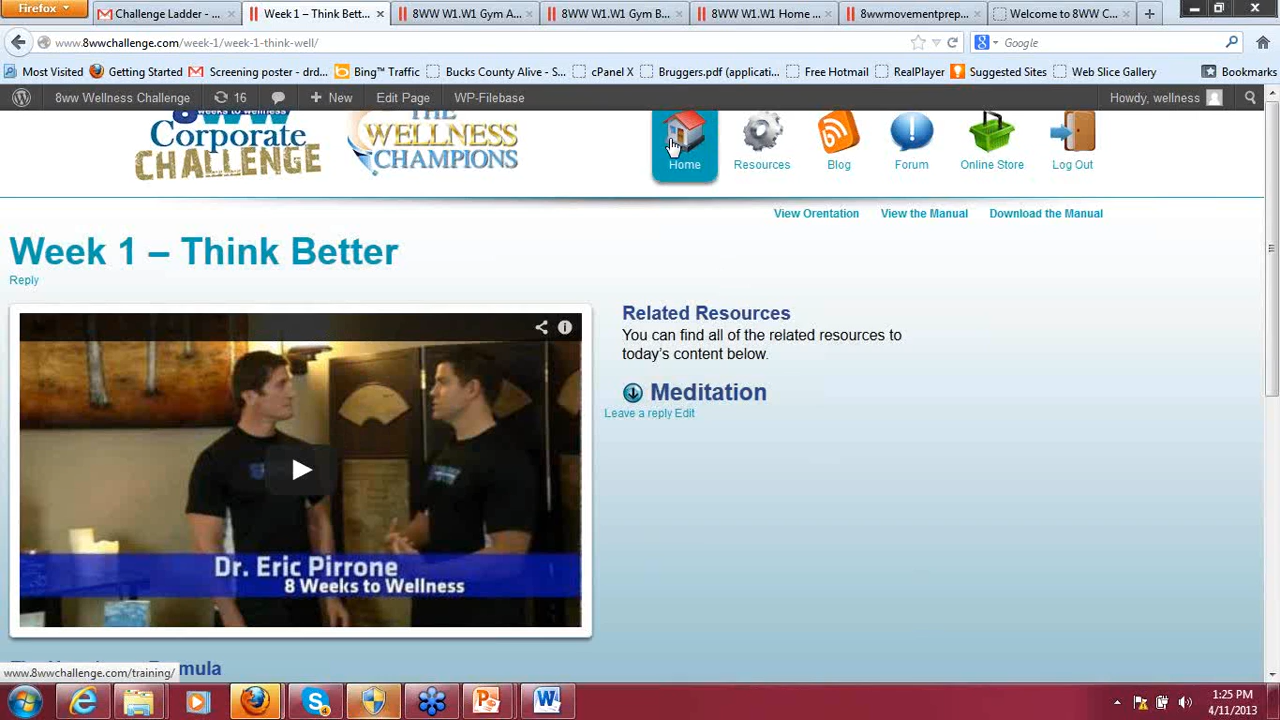 Firefox
Challenge Ladder - ...
Week 1 – Think Bett...
8WW W1.W1 Gym A...
8WW W1.W1 Gym B...
8WW W1.W1 Home ...
8wwmovementprep...
Welcome to 8WW C...
www.8wwchallenge.com/week-1/week-1-think-well/
Google
Most Visited
Getting Started
Screening poster - drd...
Bing™ Traffic
Bucks County Alive - S...
cPanel X
Bruggers.pdf (applicati...
Free Hotmail
RealPlayer
Suggested Sites
Web Slice Gallery
Bookmarks
8ww Wellness Challenge
16
New
Edit Page
WP-Filebase
Howdy, wellness
8WW
Corporate
CHALLENGE
THE
WELLNESS
CHAMPIONS
Home
Resources
Blog
Forum
Online Store
Log Out
View Orentation
View the Manual
Download the Manual
Week 1 – Think Better
Reply
Dr. Eric Pirrone
8 Weeks to Wellness
Related Resources
You can find all of the related resources to
today's content below.
Meditation
Leave a reply Edit
www.8wwchallenge.com/training/
1:25 PM
4/11/2013